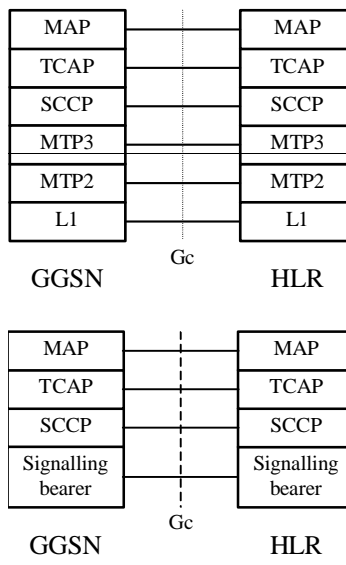 MAP MAP
TCAP TCAP
SCCP SCCP
MTP3 MTP3
MTP2 MTP2
L1 L1
Gc
GGSN HLR
MAP MAP
TCAP TCAP
SCCP SCCP
Signalling Signalling
bearer bearer
Gc
GGSN HLR